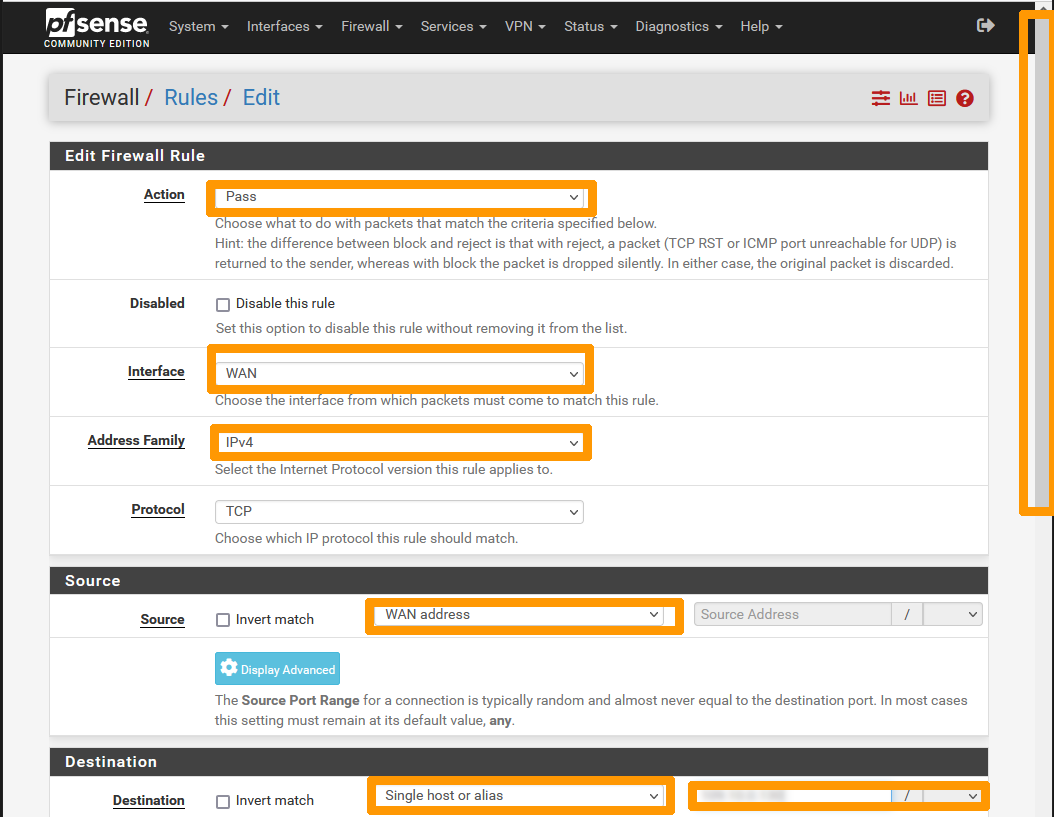 pfsense
COMMUNITY EDITION
System Interfaces Firewall Services VPN Status Diagnostics Help
Firewall / Rules / Edit
Edit Firewall Rule
Action Pass
Choose what to do with packets that match the criteria specified below.
Hint: the difference between block and reject is that with reject, a packet (TCP RST or ICMP port unreachable for UDP) is
returned to the sender, whereas with block the packet is dropped silently. In either case, the original packet is discarded.
Disabled Disable this rule
Set this option to disable this rule without removing it from the list.
Interface WAN
Choose the interface from which packets must come to match this rule.
Address Family IPv4
Select the Internet Protocol version this rule applies to.
Protocol TCP
Choose which IP protocol this rule should match.
Source
Source Invert match WAN address Source Address /
Display Advanced
The Source Port Range for a connection is typically random and almost never equal to the destination port. In most cases
this setting must remain at its default value, any.
Destination
Destination Invert match Single host or alias /